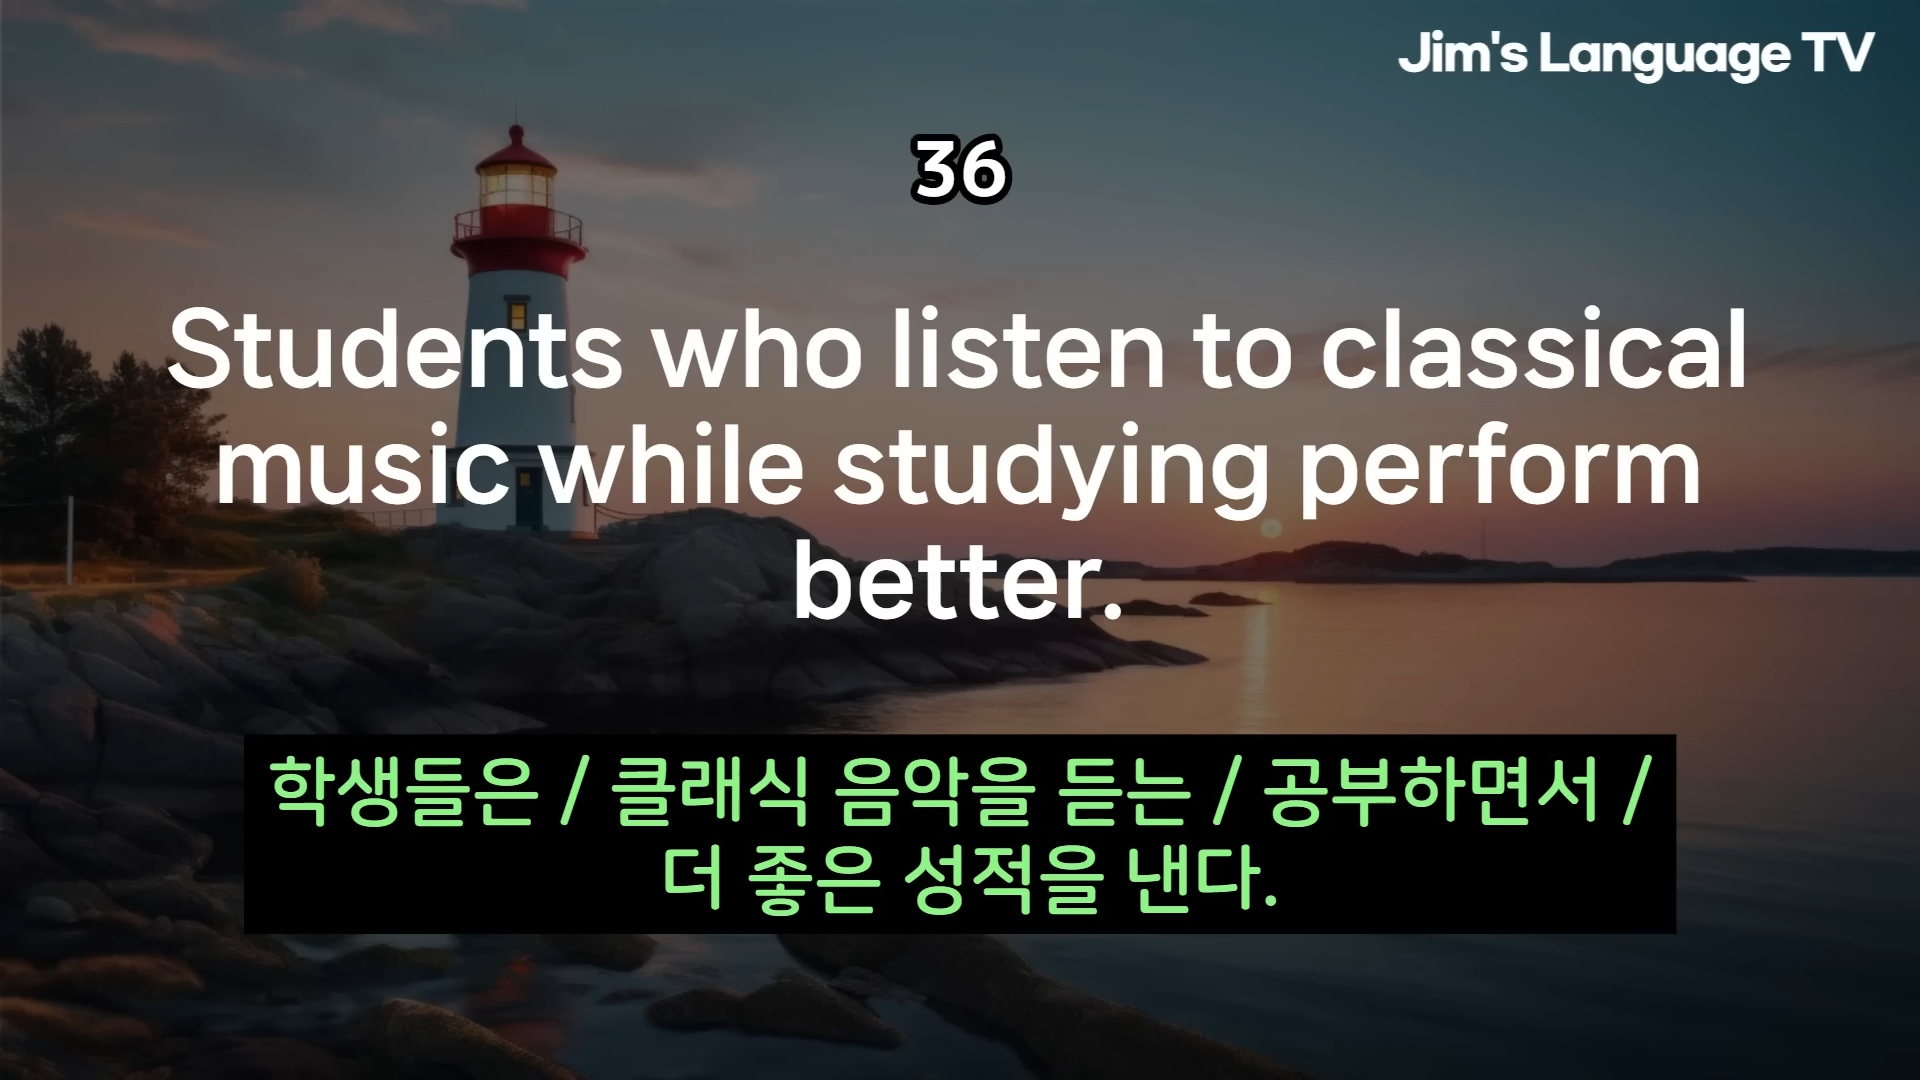 Jim's Language TV
36
Students who listen to classical
music while studying perform
better.
학생들은 / 클래식 음악을 듣는 / 공부하면서 /
더 좋은 성적을 낸다.